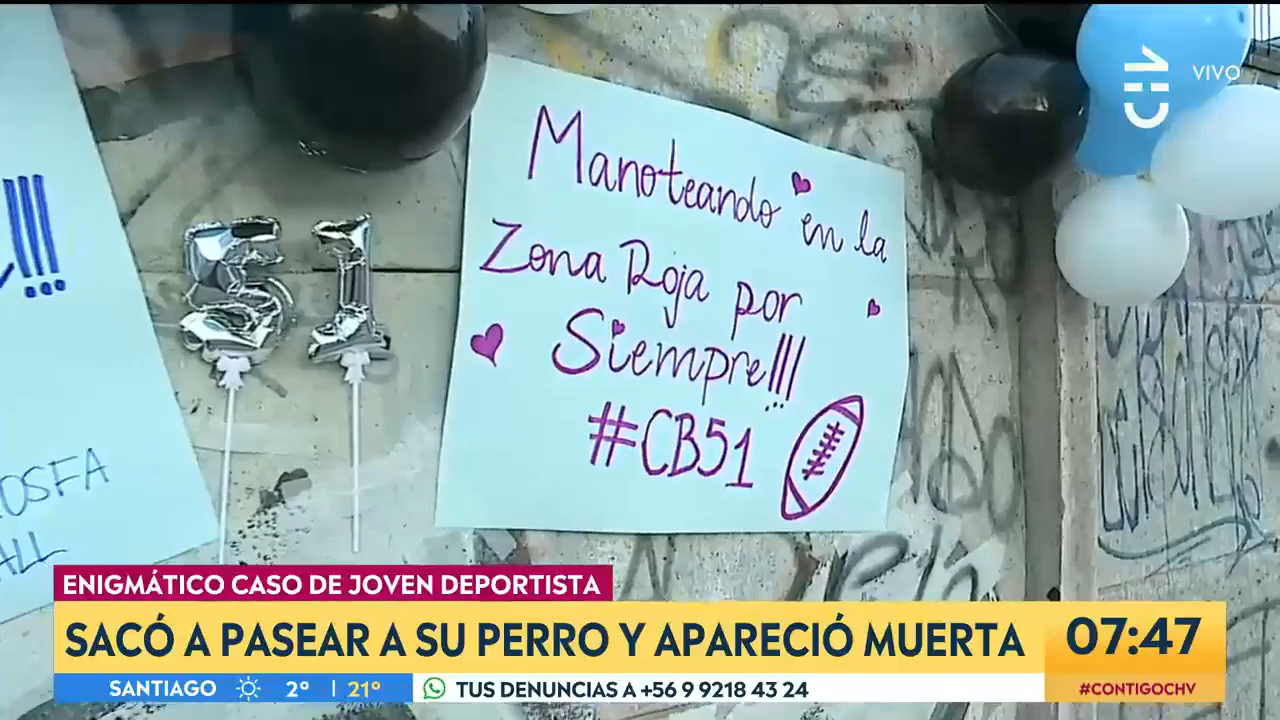 CHV
VIVO
!!!
51
Manoteando en la
Zona Roja por
Siempre!!!
#CB51
OSFA
ALL
ENIGMÁTICO CASO DE JOVEN DEPORTISTA
SACÓ A PASEAR A SU PERRO Y APARECIÓ MUERTA
07:47
SANTIAGO 2° | 21°
TUS DENUNCIAS A +56 9 9218 43 24
#CONTIGOCHV